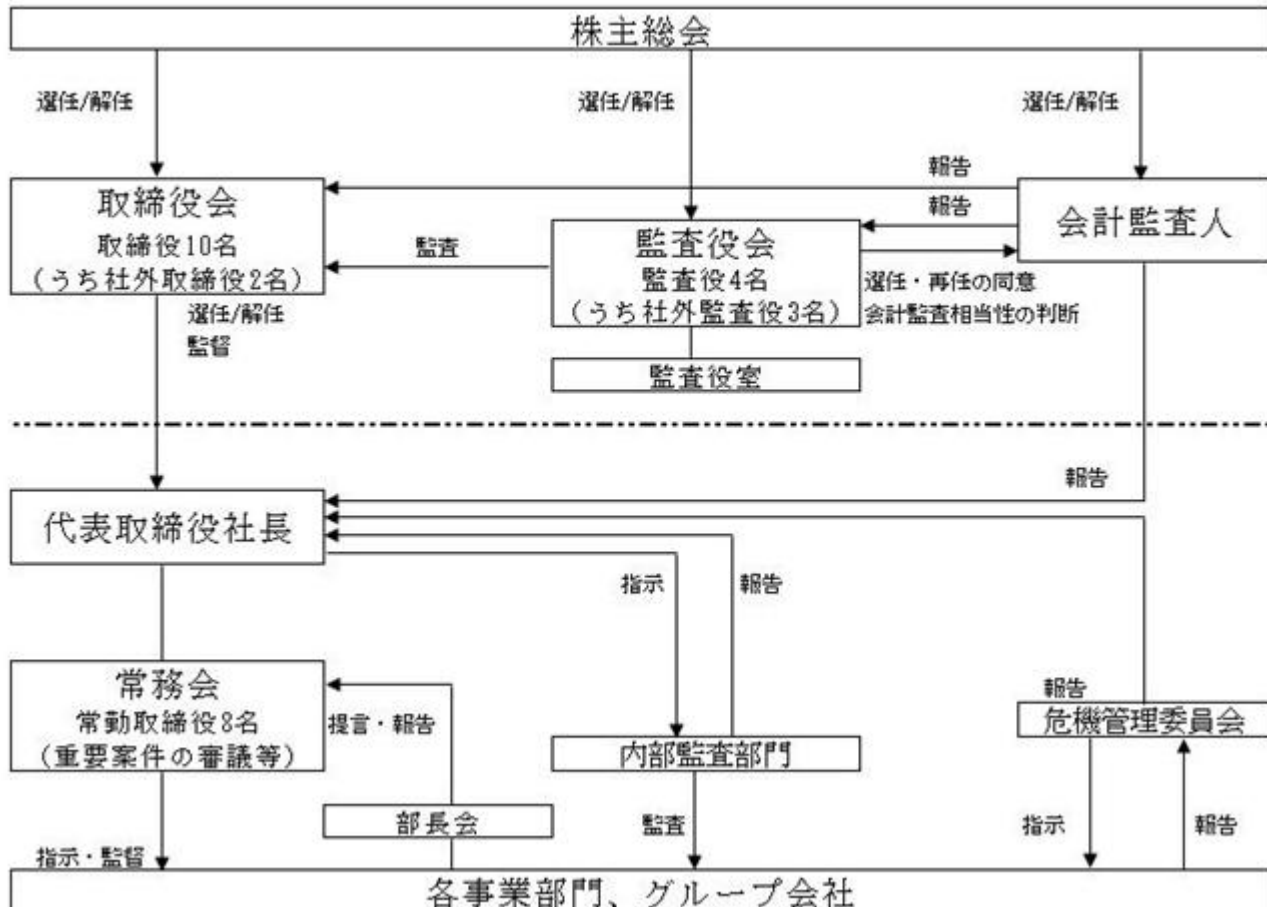 株主総会
選任/解任
選任/解任
選任/解任
報告
取締役会
取締役10名
(うち社外取締役2名)
監査
監査役会
監査役4名
(うち社外監査役3名)
報告
会計監査人
選任・再任の同意
会計監査相当性の判断
選任/解任
監督
監査役室
報告
代表取締役社長
指示
報告
常務会
常勤取締役8名
(重要案件の審議等)
提言・報告
内部監査部門
報告
危機管理委員会
部長会
監査
指示
報告
指示・監督
各事業部門、グループ会社